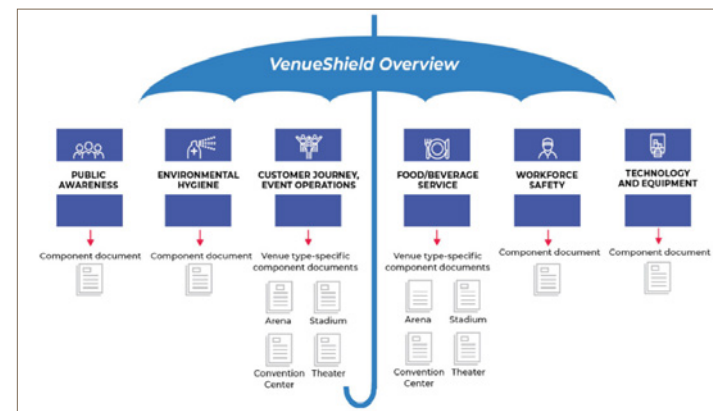 VenueShield Overview
PUBLIC
AWARENESS
ENVIRONMENTAL
HYGIENE
CUSTOMER JOURNEY,
EVENT OPERATIONS
FOOD/BEVERAGE
SERVICE
WORKFORCE
SAFETY
TECHNOLOGY
AND EQUIPMENT
Component document
Component document
Venue type-specific
component documents
Venue type-specific
component documents
Component document
Component document
Arena
Stadium
Convention
Center
Theater
Arena
Stadium
Convention
Center
Theater